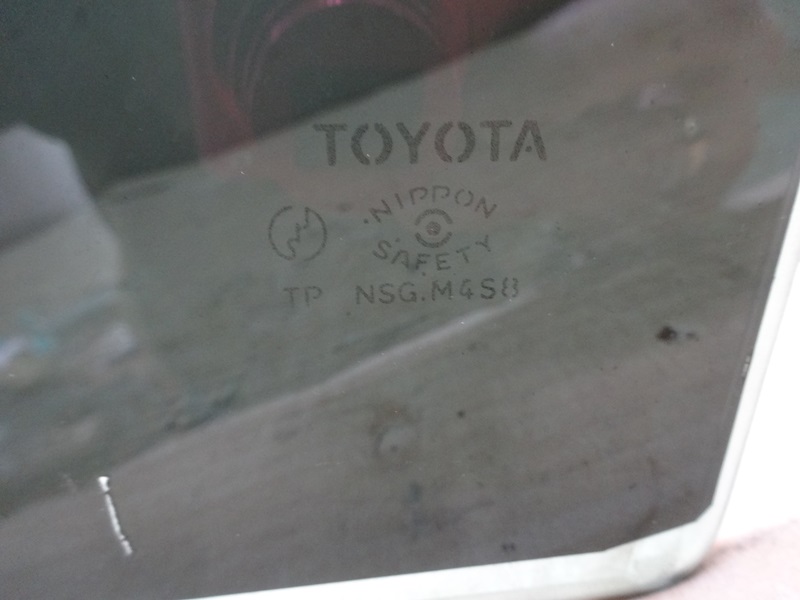 TOYOTA
NIPPON
SAFETY
TP NSG.M4S8